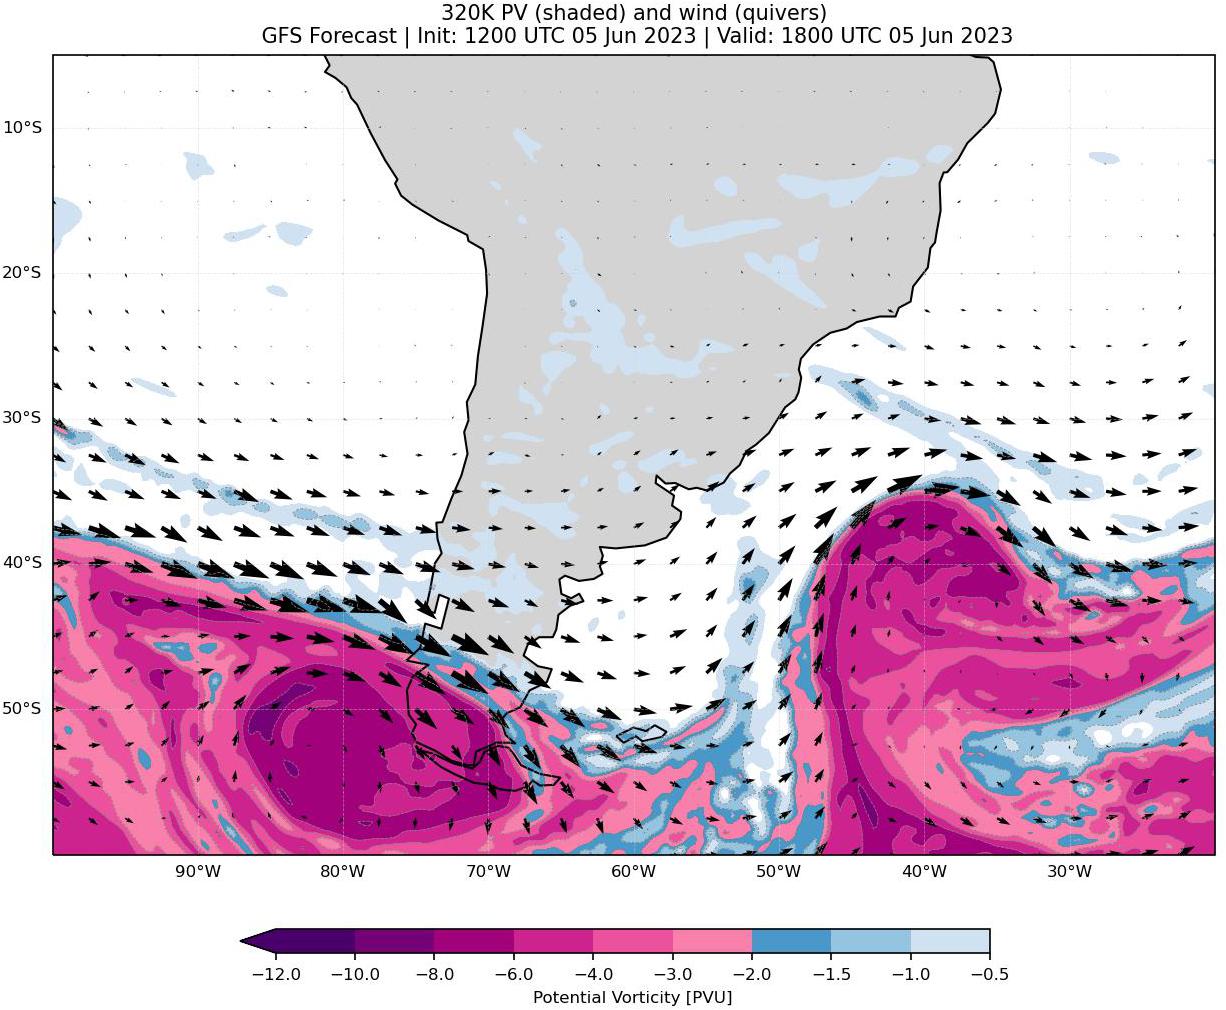 320K PV (shaded) and wind (quivers)
GFS Forecast | Init: 1200 UTC 05 Jun 2023 | Valid: 1800 UTC 05 Jun 2023
10°S
20°S
30°S
40°S
50°S
90°W 80°W 70°W 60°W 50°W 40°W 30°W
−12.0 −10.0 −8.0 −6.0 −4.0 −3.0 −2.0 −1.5 −1.0 −0.5
Potential Vorticity [PVU]